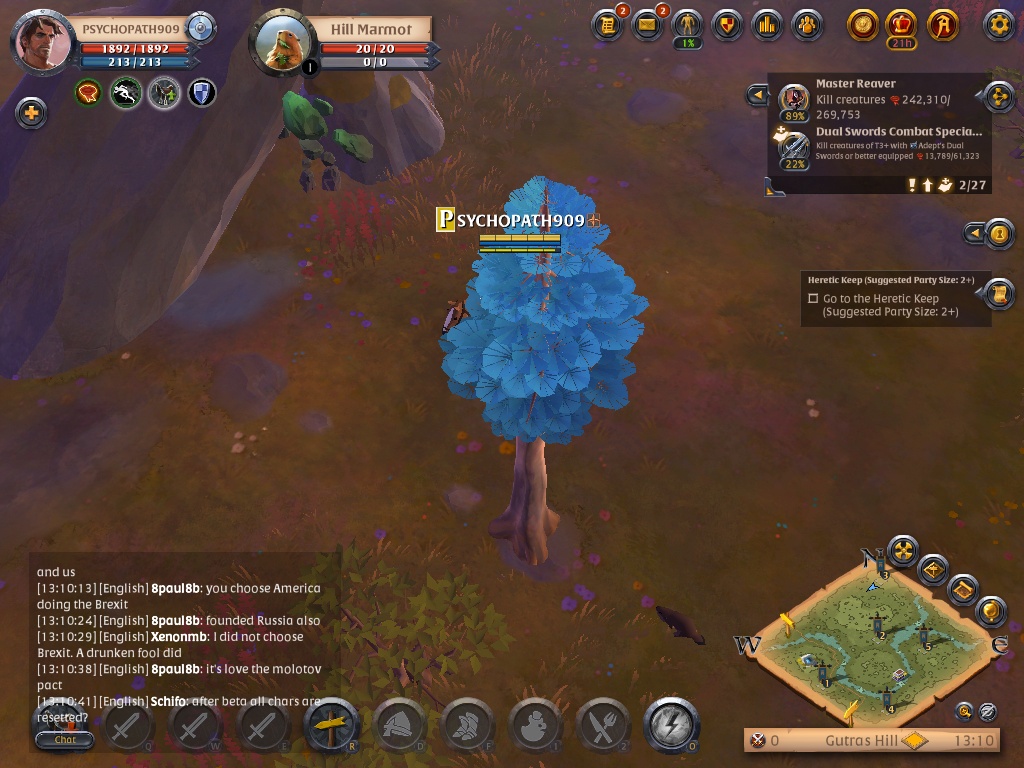 PSYCHOPATH909
1892 / 1892
213 / 213
Hill Marmot
20 / 20
0 / 0
I
2
2
1%
21h
Master Reaver
Kill creatures 242,310/
269,753
89%
Dual Swords Combat Specia...
Kill creatures of T3+ with Adept's Dual
Swords or better equipped 13,789/61,323
22%
2/27
PSYCHOPATH909
Heretic Keep (Suggested Party Size: 2+)
Go to the Heretic Keep
(Suggested Party Size: 2+)
and us
[13:10:13] [English] 8paul8b: you choose America
doing the Brexit
[13:10:24] [English] 8paul8b: founded Russia also
[13:10:29] [English] Xenonmb: I did not choose
Brexit. A drunken fool did
[13:10:38] [English] 8paul8b: it's love the molotov
pact
[13:10:41] [English] Schifo: after beta all chars are
resetted?
Chat
Q
W
E
R
D
F
1
2
O
N
W
E
3
2
5
1
4
0
Gutras Hill
13:10